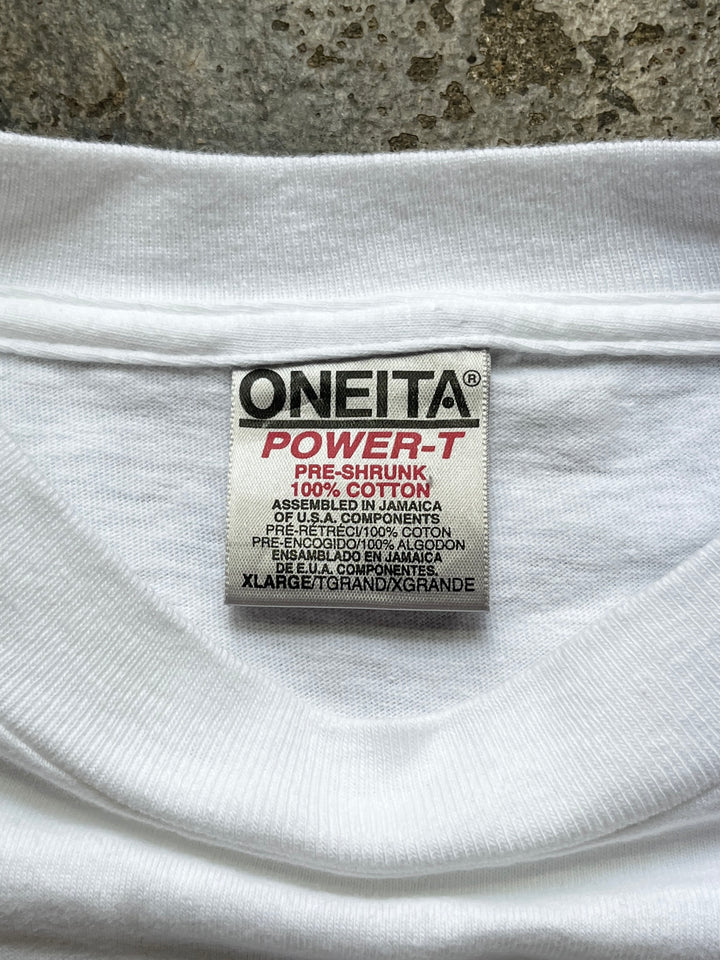 ONEITA®
POWER-T
PRE-SHRUNK
100% COTTON
ASSEMBLED IN JAMAICA
OF U.S.A. COMPONENTS
PRÉ-RÉTRÉCI/100% COTON
PRE-ENCOGIDO/100% ALGODON
ENSAMBLADO EN JAMAICA
DE E.U.A. COMPONENTES.
XLARGE/TGRAND/XGRANDE